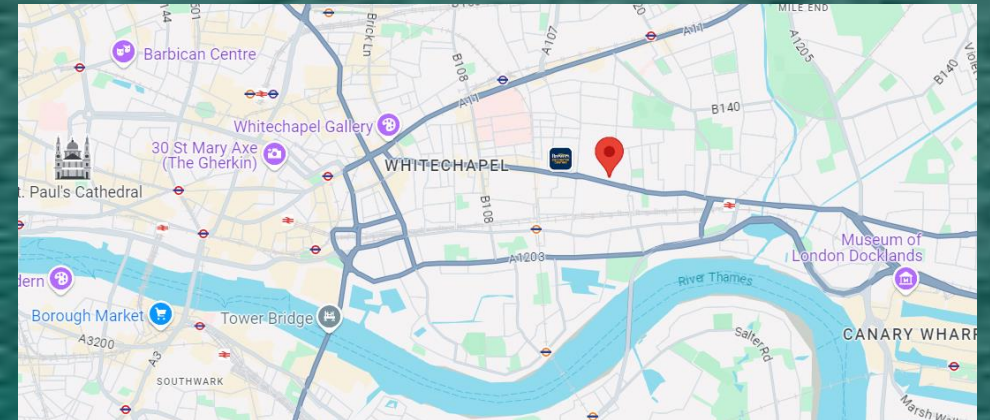 MILE END
A11
Brick Ln
A107
A1205
Barbican Centre
B108
B140
A11
B140
Whitechapel Gallery
30 St Mary Axe
(The Gherkin)
WHITECHAPEL
t. Paul's Cathedral
B108
Museum of
London Docklands
A1203
River Thames
dern
Borough Market
Tower Bridge
Salter Rd
CANARY WHARF
A3200
A3
SOUTHWARK